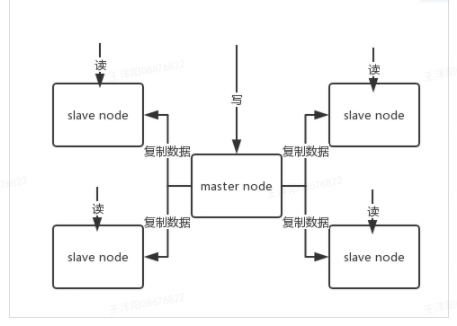 读
写
读
slave node
slave node
复制数据
复制数据
master node
读
读
复制数据
复制数据
slave node
slave node